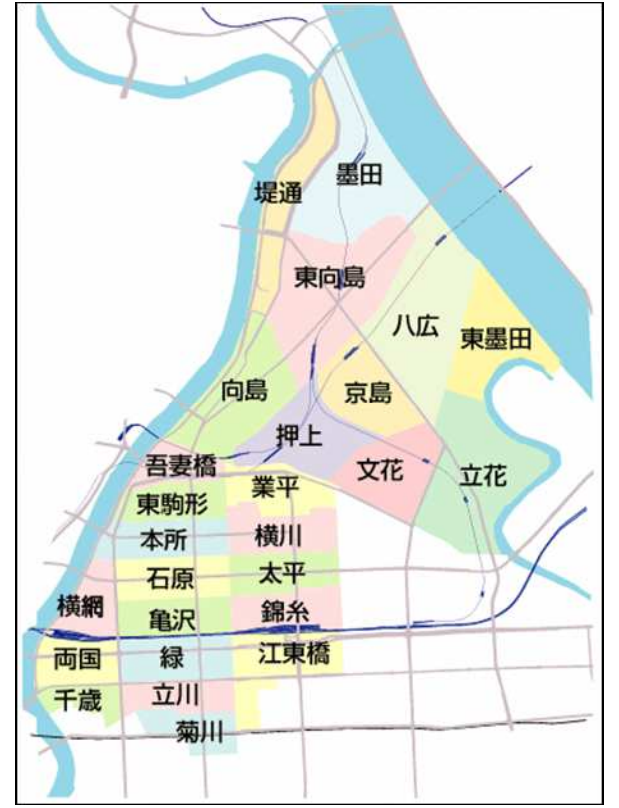 墨田
堤通
東向島
八広
東墨田
向島
京島
押上
吾妻橋
文花
立花
業平
東駒形
本所
横川
石原
太平
横網
亀沢
錦糸
両国
緑
江東橋
千歳
立川
菊川